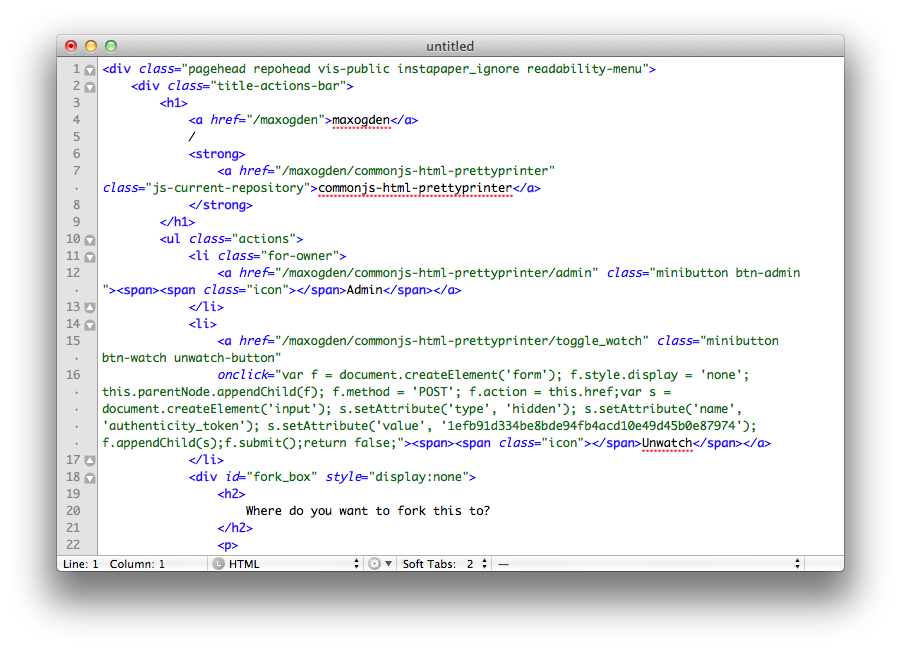 untitled
1 <div class="pagehead repohead vis-public instapaper_ignore readability-menu">
2 <div class="title-actions-bar">
3 <h1>
4 <a href="/maxogden">maxogden</a>
5 /
6 <strong>
7 <a href="/maxogden/commonjs-html-prettyprinter"
· class="js-current-repository">commonjs-html-prettyprinter</a>
8 </strong>
9 </h1>
10 <ul class="actions">
11 <li class="for-owner">
12 <a href="/maxogden/commonjs-html-prettyprinter/admin" class="minibutton btn-admin
· "><span><span class="icon"></span>Admin</span></a>
13 </li>
14 <li>
15 <a href="/maxogden/commonjs-html-prettyprinter/toggle_watch" class="minibutton
· btn-watch unwatch-button"
16 onclick="var f = document.createElement('form'); f.style.display = 'none';
· this.parentNode.appendChild(f); f.method = 'POST'; f.action = this.href;var s =
· document.createElement('input'); s.setAttribute('type', 'hidden'); s.setAttribute('name',
· 'authenticity_token'); s.setAttribute('value', '1efb91d334be8bde94fb4acd10e49d45b0e87974');
· f.appendChild(s);f.submit();return false;"><span><span class="icon"></span>Unwatch</span></a>
17 </li>
18 <div id="fork_box" style="display:none">
19 <h2>
20 Where do you want to fork this to?
21 </h2>
22 <p>
Line: 1 Column: 1 L HTML Soft Tabs: 2 —